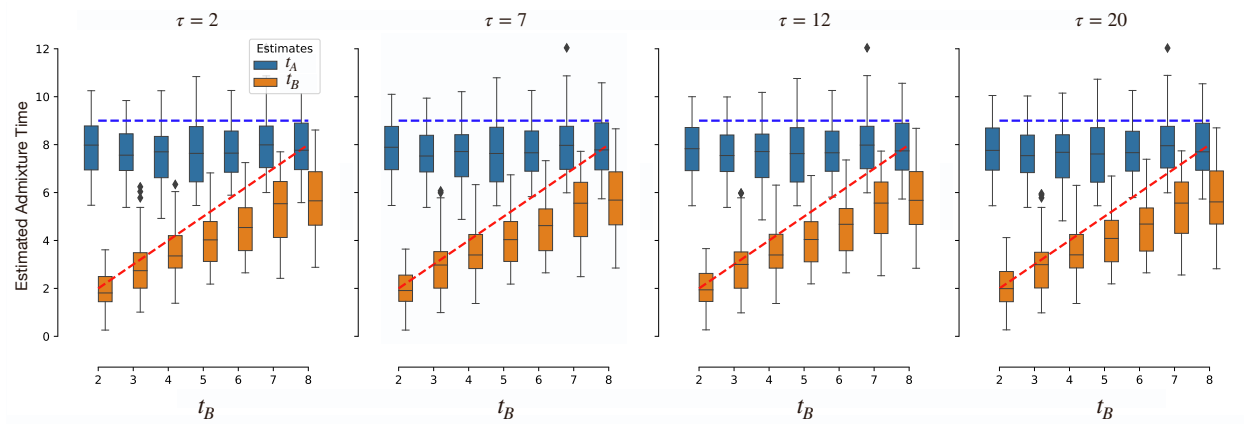 τ = 2 τ = 7 τ = 12 τ = 20
Estimates
t_A
t_B
Estimated Admixture Time
12
10
8
6
4
2
0
2 3 4 5 6 7 8 2 3 4 5 6 7 8 2 3 4 5 6 7 8 2 3 4 5 6 7 8
t_B t_B t_B t_B